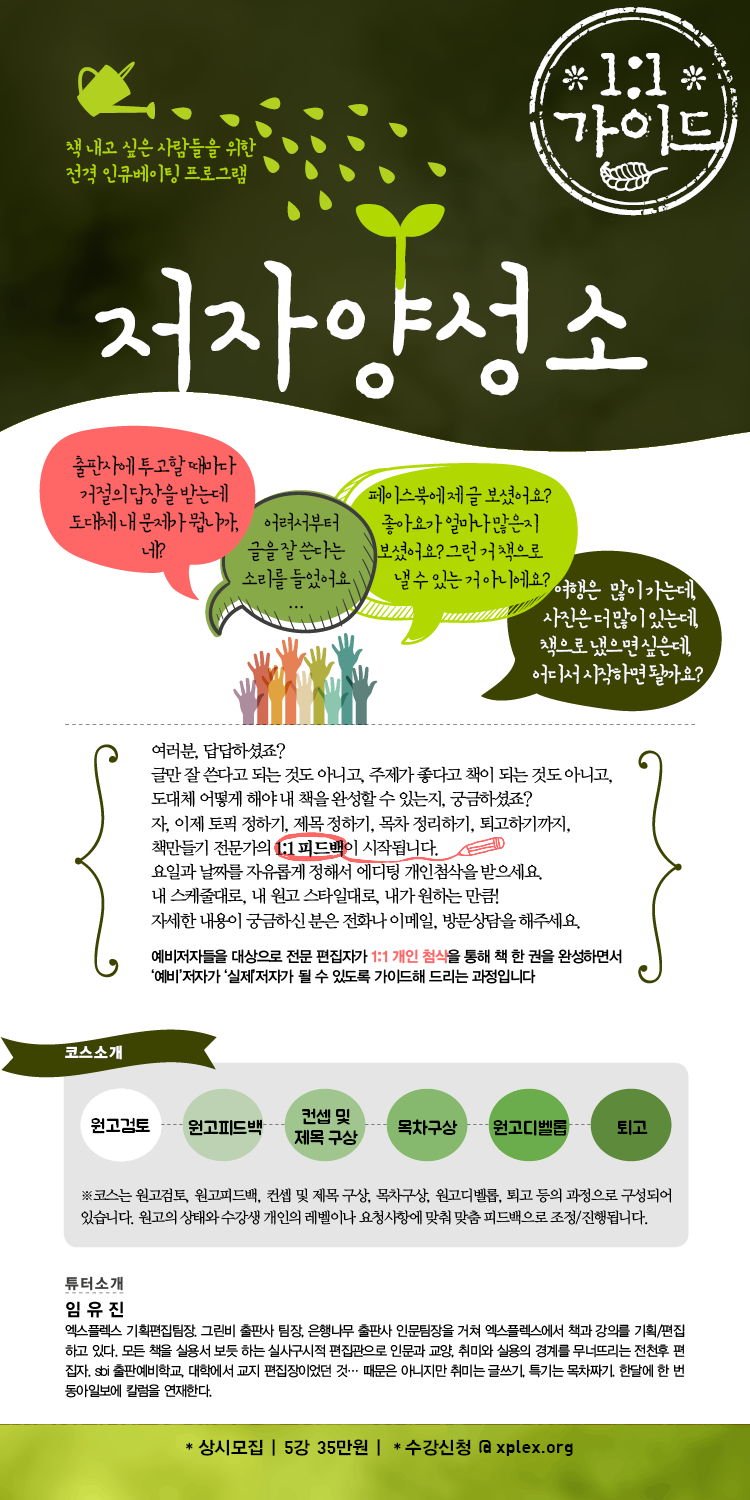 1:1
가이드
책 내고 싶은 사람들을 위한
전격 인큐베이팅 프로그램
저자양성소
출판사에 투고할 때마다
거절의 답장을 받는데
도대체 내 문제가 뭡니까,
네?
어려서부터
글을 잘 쓴다는
소리를 들었어요
...
페이스북에 제 글 보셨어요?
좋아요가 얼마나 많은지
보셨어요? 그런 거 책으로
낼 수 있는 거 아니에요?
여행은 많이 가는데,
사진은 더 많이 있는데,
책으로 냈으면 싶은데,
어디서 시작하면 될까요?
여러분, 답답하셨죠?
글만 잘 쓴다고 되는 것도 아니고, 주제가 좋다고 책이 되는 것도 아니고,
도대체 어떻게 해야 내 책을 완성할 수 있는지, 궁금하셨죠?
자, 이제 토픽 정하기, 제목 정하기, 목차 정리하기, 퇴고하기까지,
책만들기 전문가의 1:1 피드백이 시작됩니다.
요일과 날짜를 자유롭게 정해서 에디팅 개인첨삭을 받으세요.
내 스케줄대로, 내 원고 스타일대로, 내가 원하는 만큼!
자세한 내용이 궁금하신 분은 전화나 이메일, 방문상담을 해주세요.
예비저자들을 대상으로 전문 편집자가 1:1 개인 첨삭을 통해 책 한 권을 완성하면서
‘예비’저자가 ‘실제’저자가 될 수 있도록 가이드해 드리는 과정입니다
코스소개
원고검토
원고피드백
컨셉 및
제목 구상
목차구상
원고디벨롭
퇴고
※코스는 원고검토, 원고피드백, 컨셉 및 제목 구상, 목차구상, 원고디벨롭, 퇴고 등의 과정으로 구성되어
있습니다. 원고의 상태와 수강생 개인의 레벨이나 요청사항에 맞춰 맞춤 피드백으로 조정/진행됩니다.
튜터소개
임유진
엑스플렉스 기획편집팀장. 그린비 출판사 팀장, 은행나무 출판사 인문팀장을 거쳐 엑스플렉스에서 책과 강의를 기획/편집
하고 있다. 모든 책을 실용서 보듯 하는 실사구시적 편집관으로 인문과 교양, 취미와 실용의 경계를 무너뜨리는 전천후 편
집자. sbi 출판예비학교, 대학에서 교지 편집장이었던 것… 때문은 아니지만 취미는 글쓰기, 특기는 목차짜기. 한달에 한 번
동아일보에 칼럼을 연재한다.
* 상시모집 | 5강 35만원 | * 수강신청 @ xplex.org